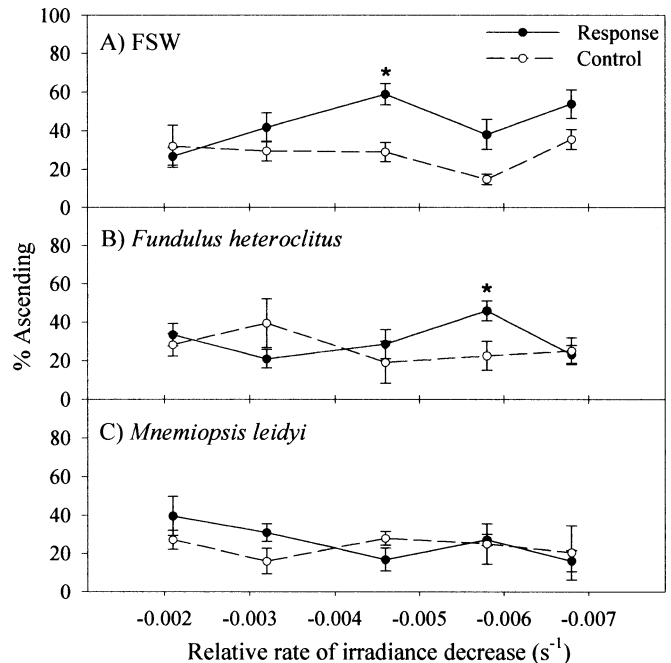 100
A) FSW
Response
Control
*
80
60
40
20
0
B) Fundulus heteroclitus
*
80
60
40
20
0
% Ascending
C) Mnemiopsis leidyi
80
60
40
20
0
-0.002 -0.003 -0.004 -0.005 -0.006 -0.007
Relative rate of irradiance decrease (s⁻¹)